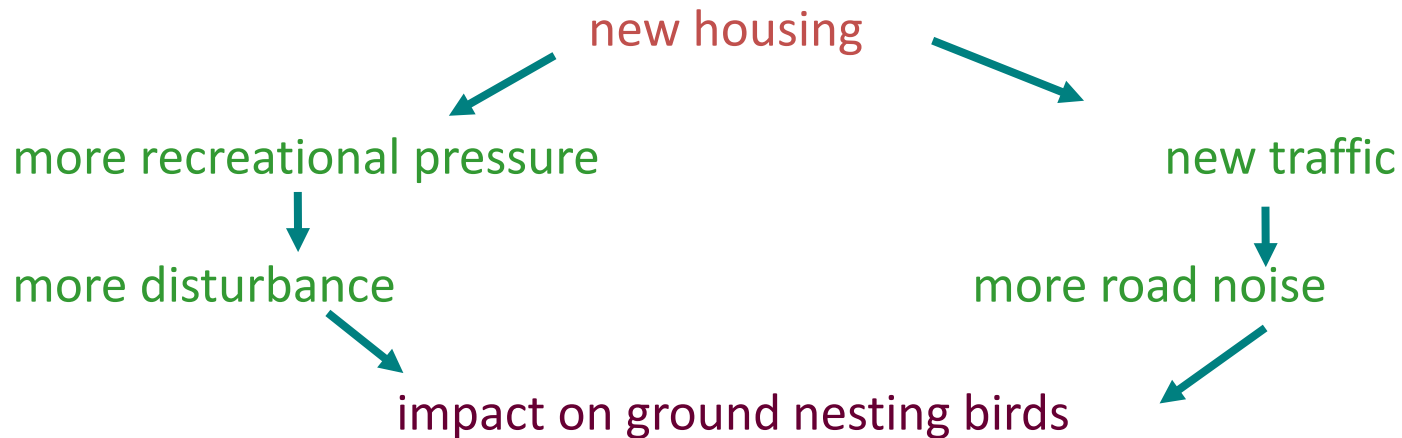 new housing
more recreational pressure
new traffic
more disturbance
more road noise
impact on ground nesting birds